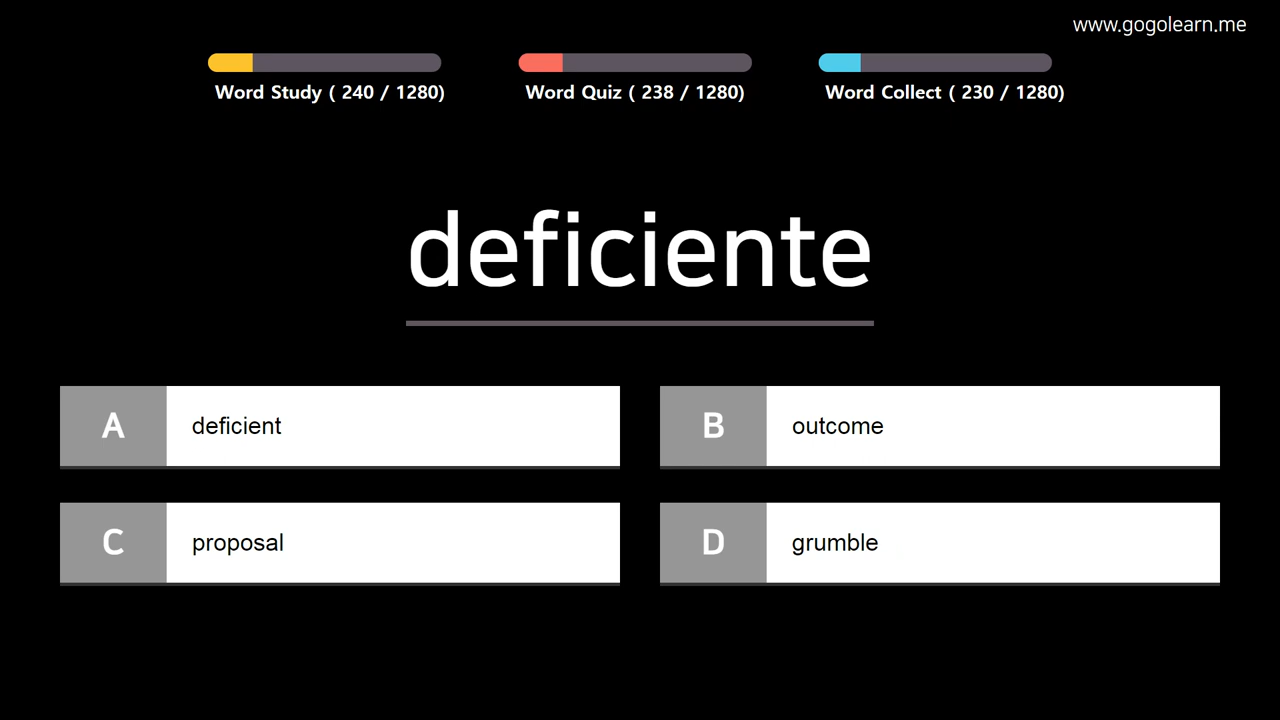 www.gogolearn.me
Word Study ( 240 / 1280)
Word Quiz ( 238 / 1280)
Word Collect ( 230 / 1280)
deficiente
A deficient
B outcome
C proposal
D grumble